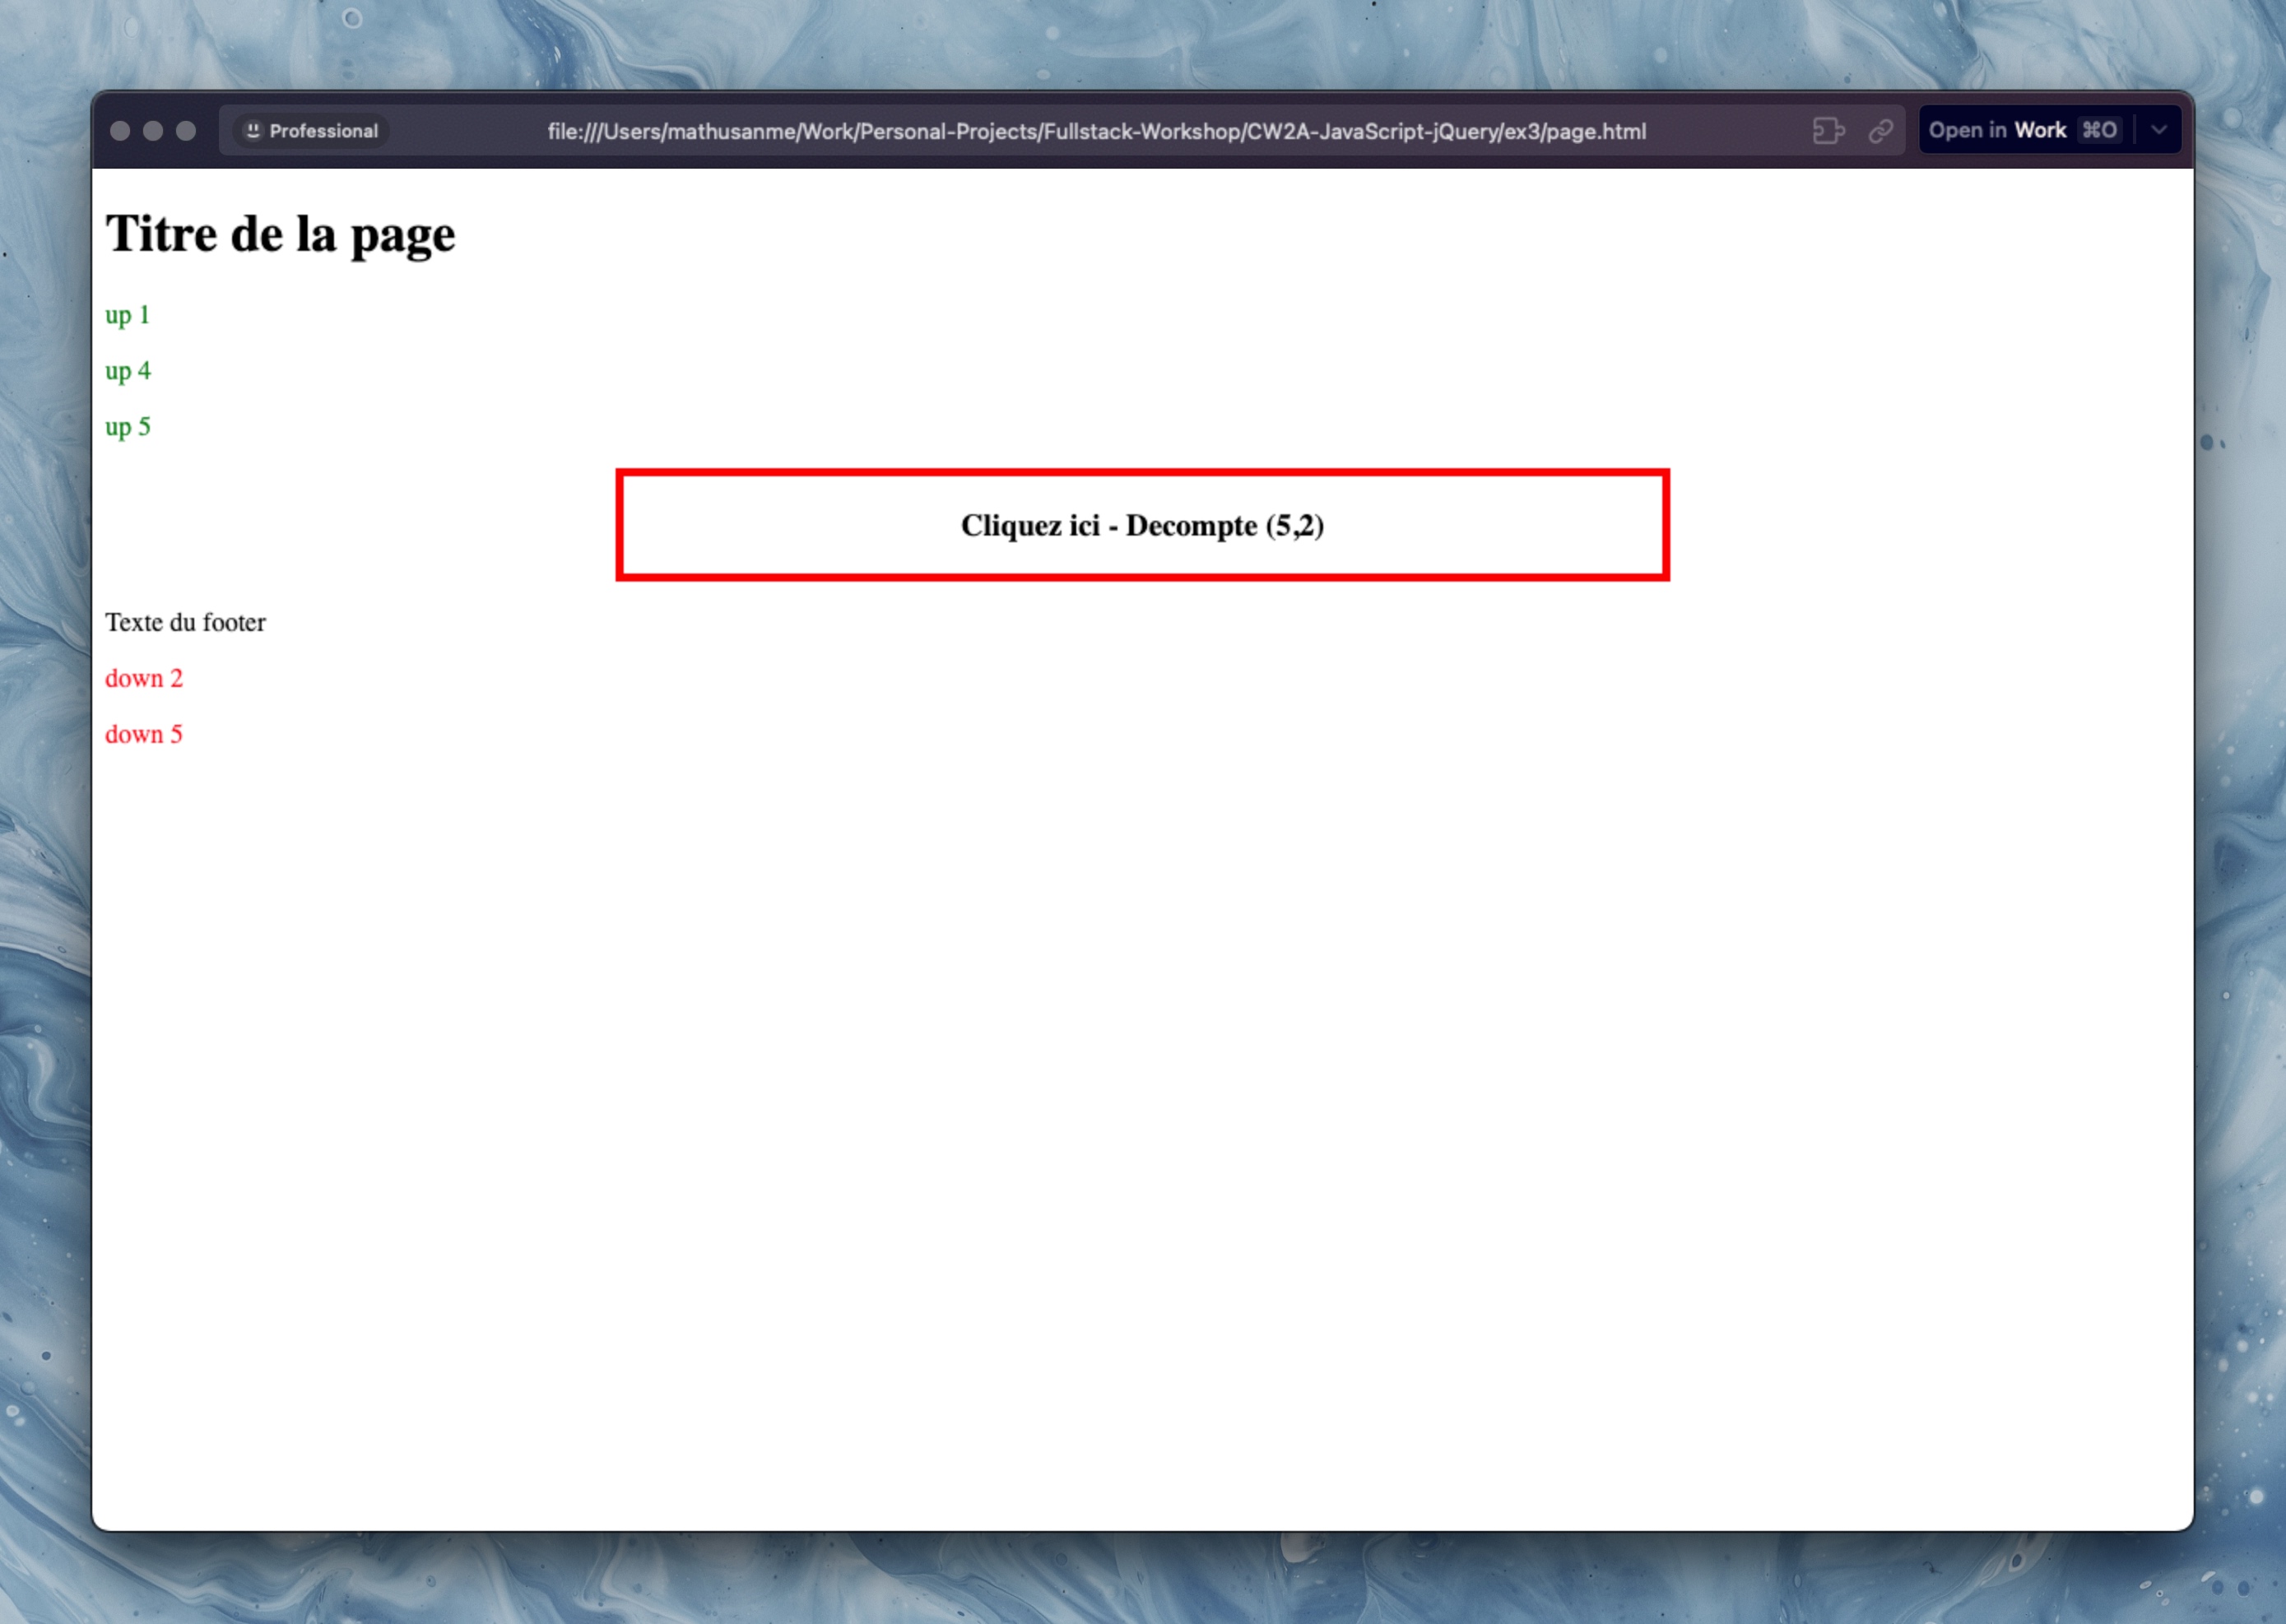 Professional
file:///Users/mathusanme/Work/Personal-Projects/Fullstack-Workshop/CW2A-JavaScript-jQuery/ex3/page.html
Open in Work ⌘O
Titre de la page
up 1
up 4
up 5
Cliquez ici - Decompte (5,2)
Texte du footer
down 2
down 5